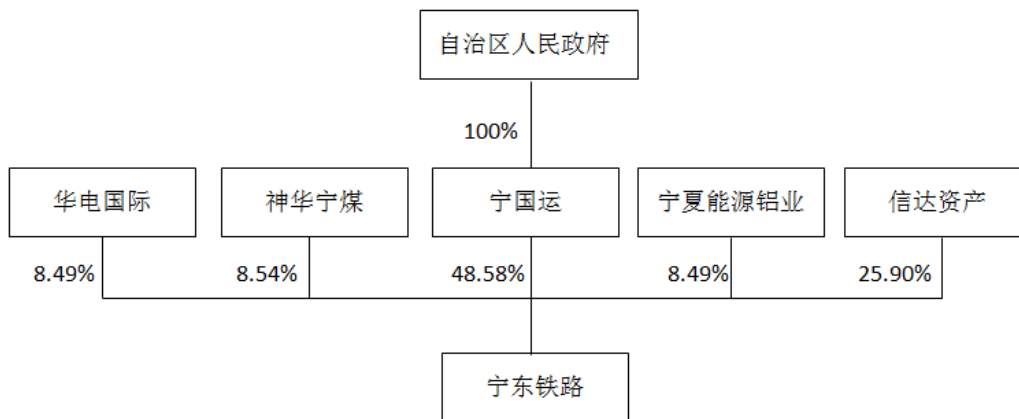 自治区人民政府
100%
华电国际
神华宁煤
宁国运
宁夏能源铝业
信达资产
8.49%
8.54%
48.58%
8.49%
25.90%
宁东铁路